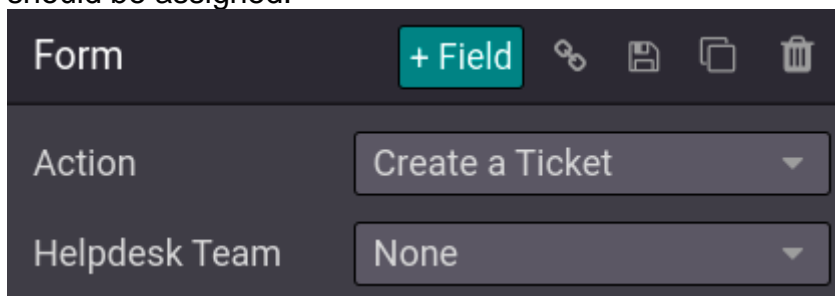 should be assigned.
Form + Field
Action Create a Ticket
Helpdesk Team None